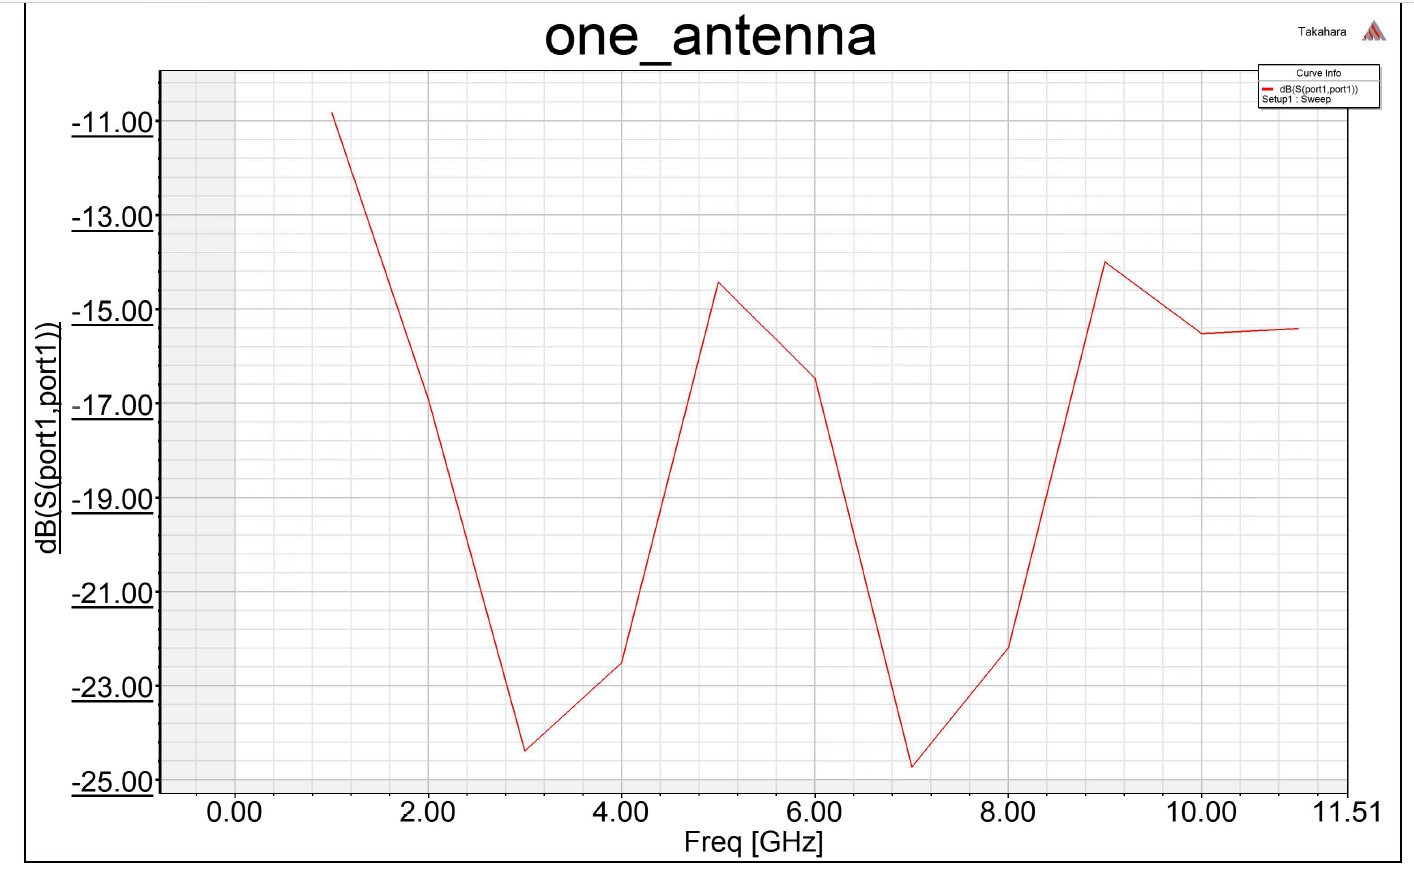 one_antenna
Takahara
Curve Info
dB(S(port1,port1))
Setup1 : Sweep
-11.00
-13.00
-15.00
-17.00
-19.00
-21.00
-23.00
-25.00
dB(S(port1,port1))
0.00 2.00 4.00 6.00 8.00 10.00 11.51
Freq [GHz]